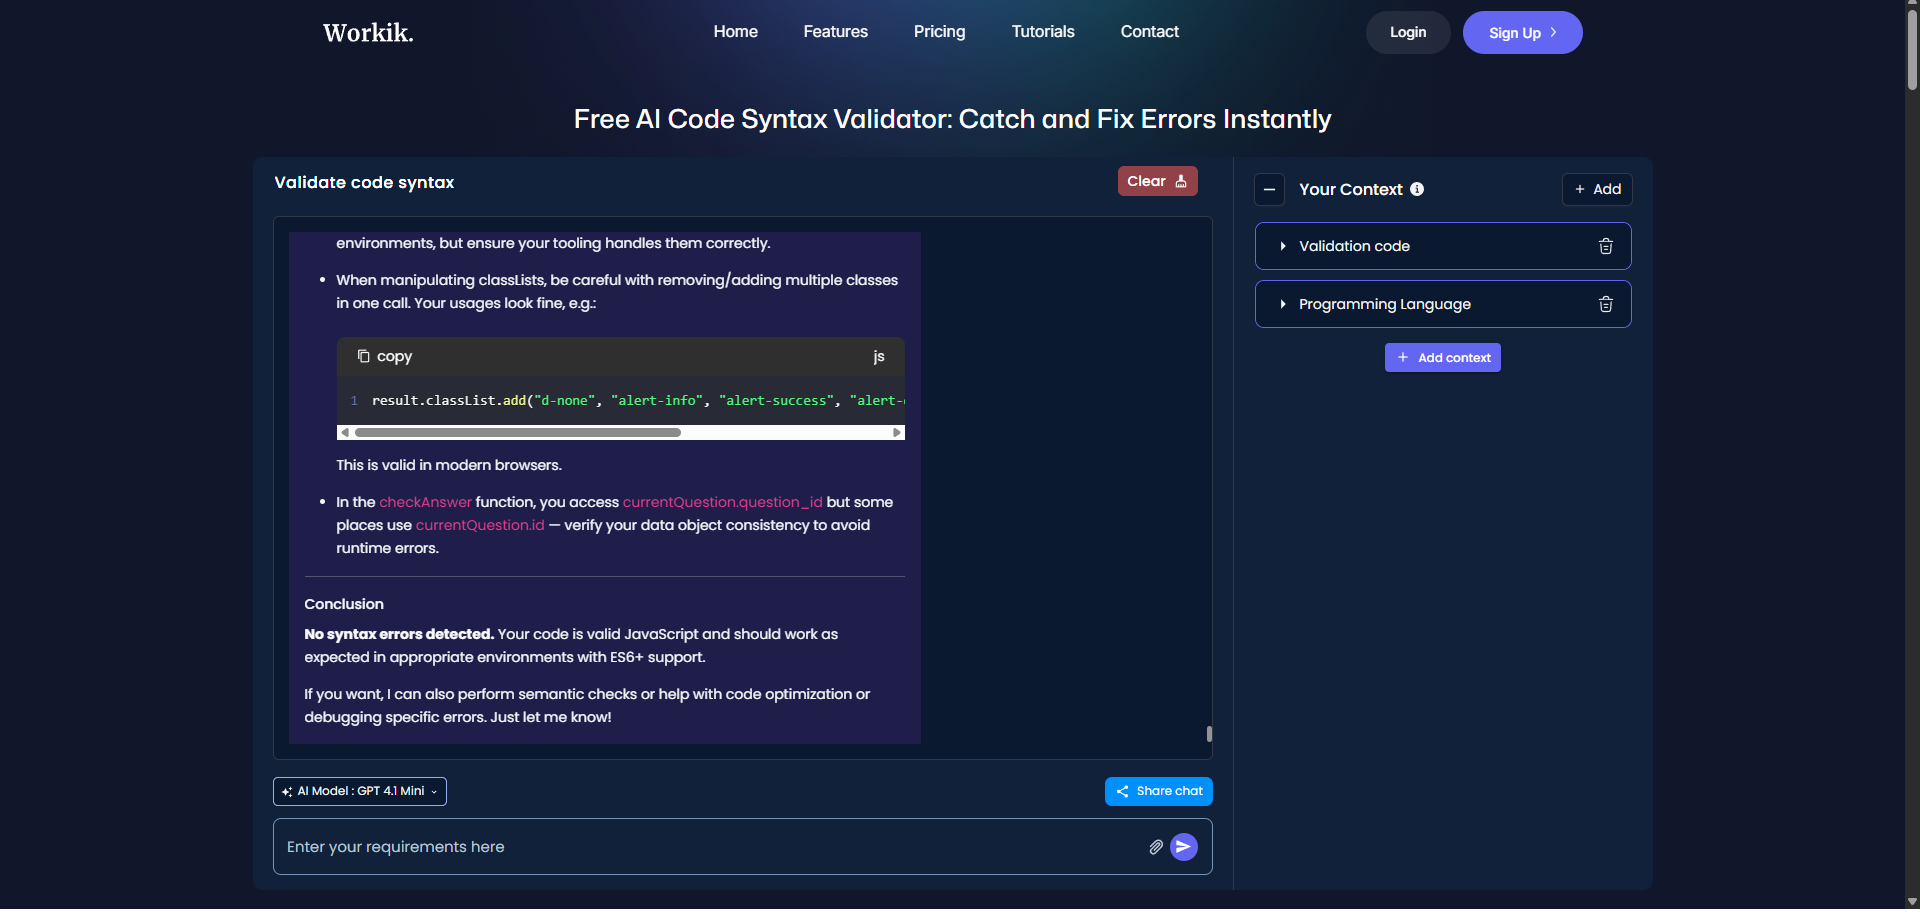 Workik.
Home
Features
Pricing
Tutorials
Contact
Login
Sign Up
Free AI Code Syntax Validator: Catch and Fix Errors Instantly
Validate code syntax
Clear
environments, but ensure your tooling handles them correctly.
When manipulating classLists, be careful with removing/adding multiple classes
in one call. Your usages look fine, e.g.:
copy
js
1 result.classList.add("d-none", "alert-info", "alert-success", "alert-
This is valid in modern browsers.
In the checkAnswer function, you access currentQuestion.question_id but some
places use currentQuestion.id — verify your data object consistency to avoid
runtime errors.
Conclusion
No syntax errors detected. Your code is valid JavaScript and should work as
expected in appropriate environments with ES6+ support.
If you want, I can also perform semantic checks or help with code optimization or
debugging specific errors. Just let me know!
AI Model : GPT 4.1 Mini
Share chat
Enter your requirements here
Your Context
+ Add
Validation code
Programming Language
+ Add context